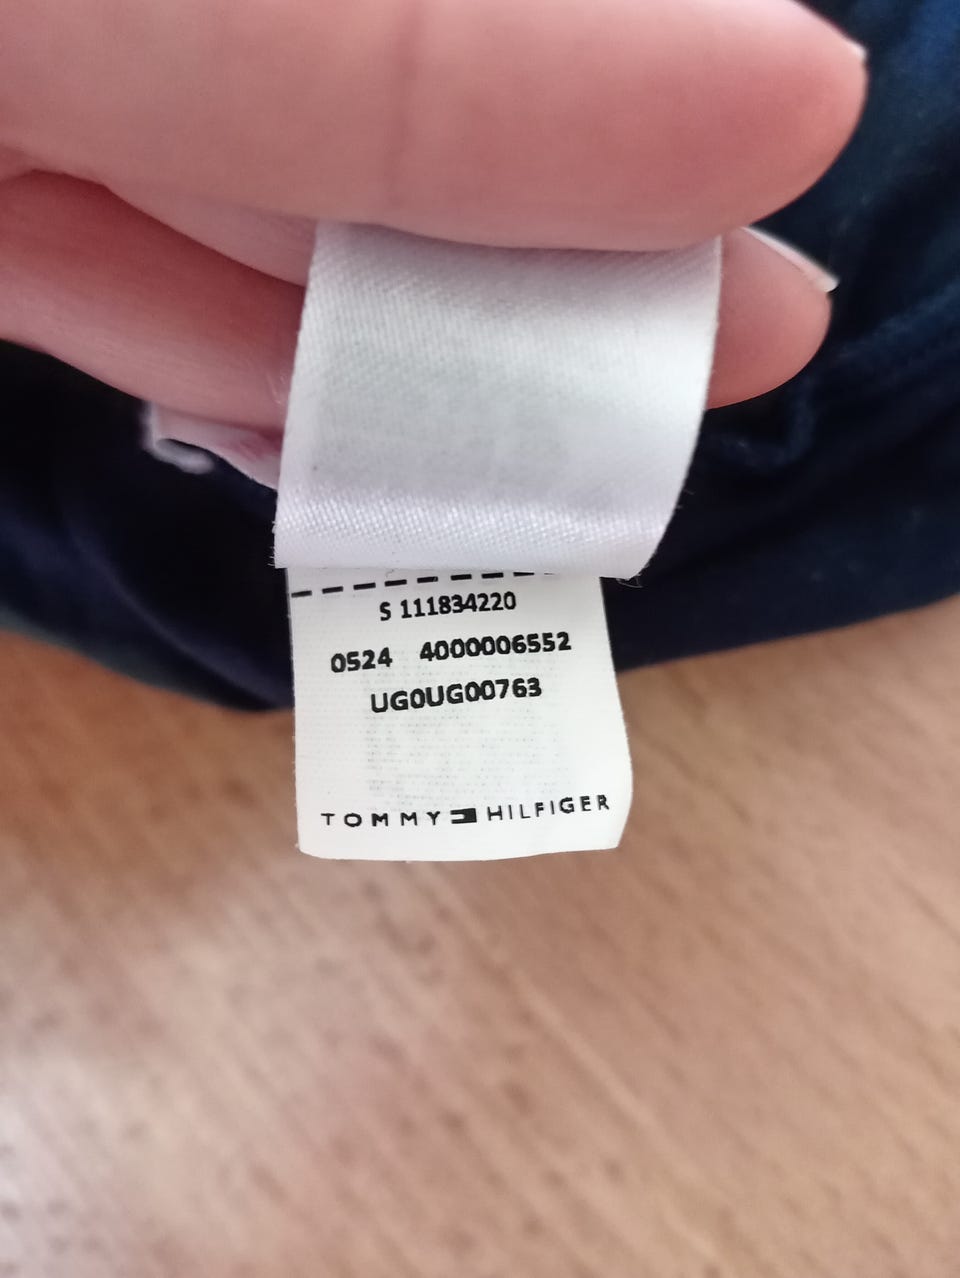 S 111834220
0524 4000006552
UG0UG00763
TOMMY HILFIGER